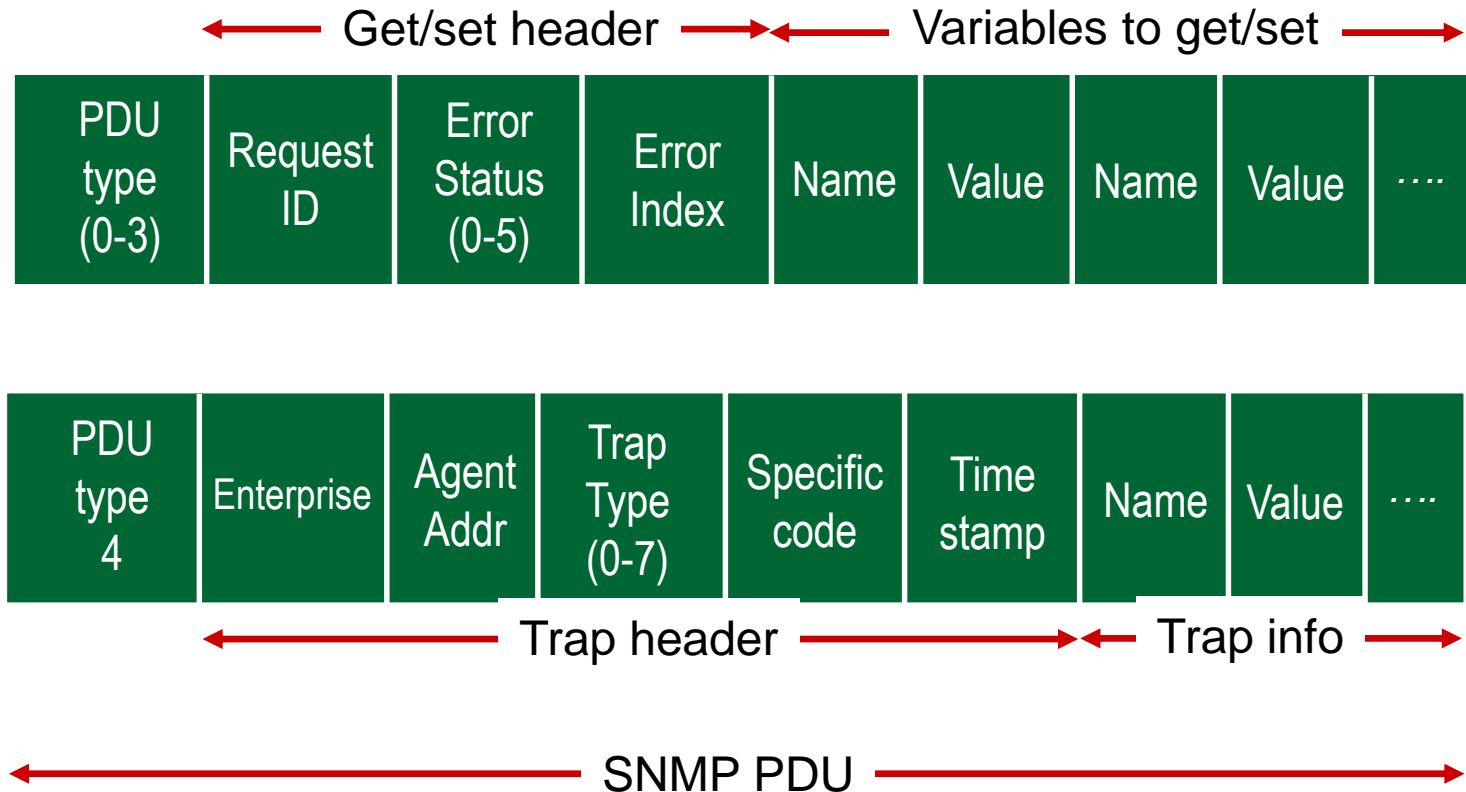 Get/set header
Variables to get/set
PDU
type
(0-3)
Request
ID
Error
Status
(0-5)
Error
Index
Name
Value
Name
Value
....
PDU
type
4
Enterprise
Agent
Addr
Trap
Type
(0-7)
Specific
code
Time
stamp
Name
Value
....
Trap header
Trap info
SNMP PDU